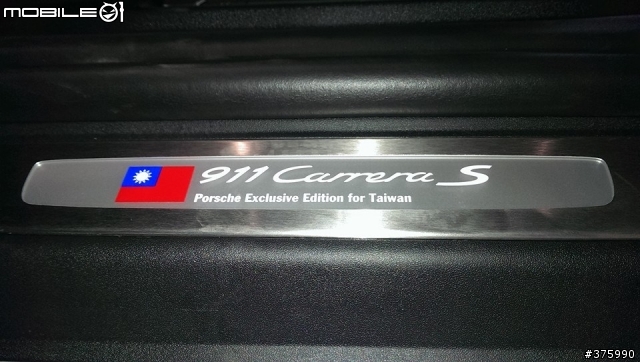 MOBILE01
911 Carrera S
Porsche Exclusive Edition for Taiwan
#375990